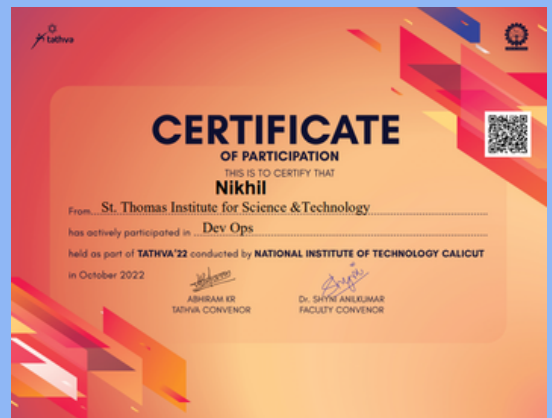 tathva
CERTIFICATE
OF PARTICIPATION
THIS IS TO CERTIFY THAT
Nikhil
From St. Thomas Institute for Science &Technology
has actively participated in Dev Ops
held as part of TATHVA'22 conducted by NATIONAL INSTITUTE OF TECHNOLOGY CALICUT
in October 2022
ABHIRAM KR Dr. SHYNI ANILKUMAR
TATHVA CONVENOR FACULTY CONVENOR